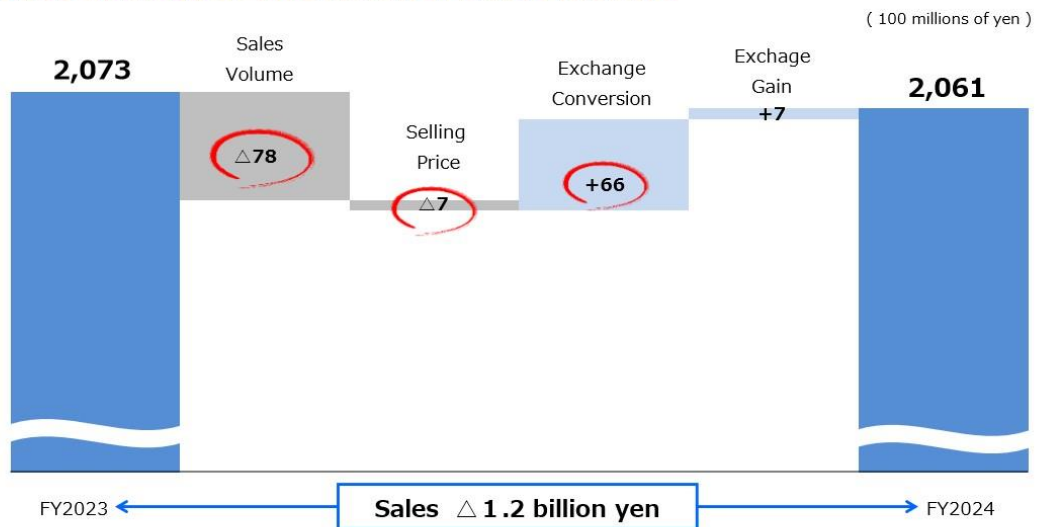 ( 100 millions of yen )
2,073
Sales
Volume
△78
Selling
Price
△7
Exchange
Conversion
+66
Exchage
Gain
+7
2,061
FY2023
Sales △1.2 billion yen
FY2024